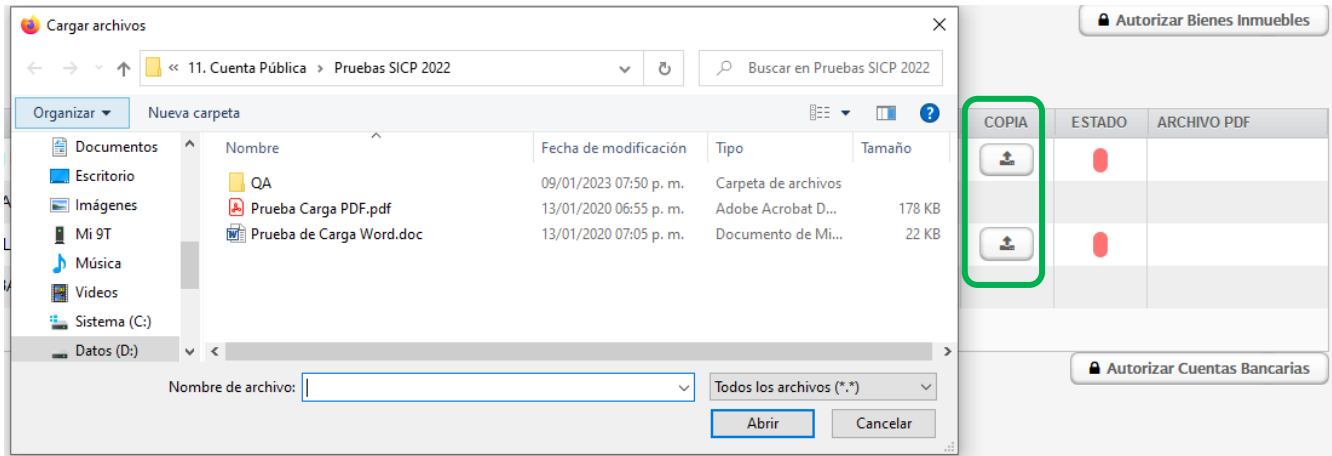 Cargar archivos
Autorizar Bienes Inmuebles
« 11. Cuenta Pública > Pruebas SICP 2022
Buscar en Pruebas SICP 2022
Organizar
Nueva carpeta
COPIA ESTADO ARCHIVO PDF
Documentos
Escritorio
Imágenes
Mi 9T
Música
Videos
Sistema (C:)
Datos (D:)
Nombre Fecha de modificación Tipo Tamaño
QA 09/01/2023 07:50 p. m. Carpeta de archivos
Prueba Carga PDF.pdf 13/01/2020 06:55 p. m. Adobe Acrobat D... 178 KB
Prueba de Carga Word.doc 13/01/2020 07:05 p. m. Documento de Mi... 22 KB
Nombre de archivo:
Todos los archivos (*.*)
Abrir
Cancelar
Autorizar Cuentas Bancarias